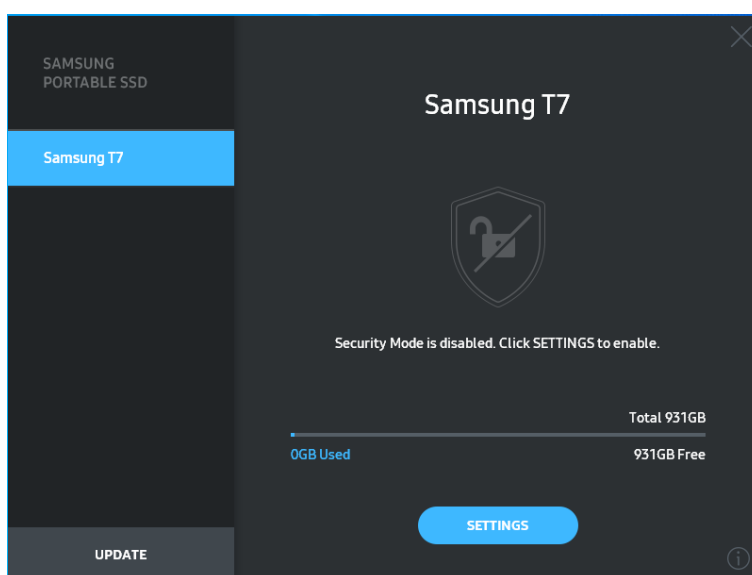 SAMSUNG
PORTABLE SSD
Samsung T7
Samsung T7
Security Mode is disabled. Click SETTINGS to enable.
Total 931GB
0GB Used
931GB Free
SETTINGS
UPDATE